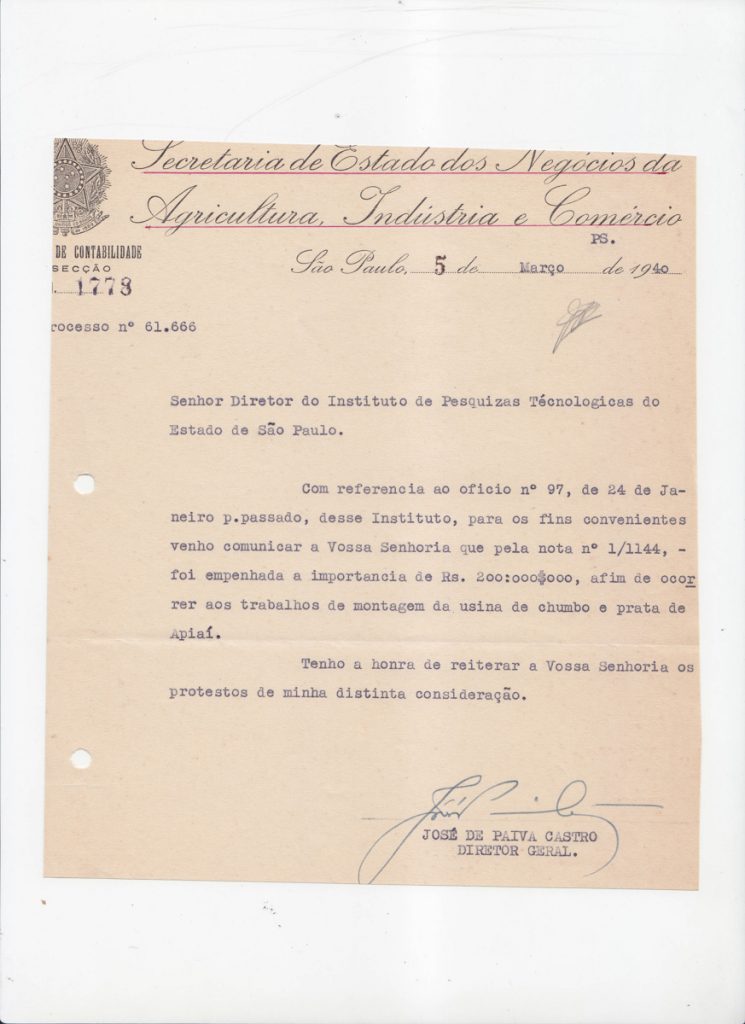 Secretaria de Estado dos Negócios da
Agricultura, Indústria e Comércio
PS.
DE CONTABILIDADE
SECÇÃO
São Paulo, 5 de Março de 1940
1773
rocesso nº 61.666
Senhor Diretor do Instituto de Pesquizas Técnologicas do
Estado de São Paulo.
Com referencia ao oficio nº 97, de 24 de Ja-
neiro p.passado, desse Instituto, para os fins convenientes
venho comunicar a Vossa Senhoria que pela nota nº 1/1144, -
foi empenhada a importancia de Rs. 200:000$000, afim de ocor
rer aos trabalhos de montagem da usina de chumbo e prata de
Apiaí.
Tenho a honra de reiterar a Vossa Senhoria os
protestos de minha distinta consideração.
JOSÉ DE PAIVA CASTRO
DIRETOR GERAL.